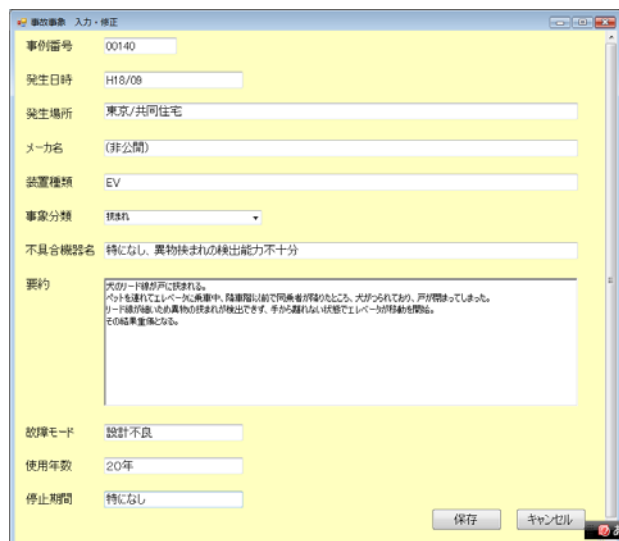 事故事象 入力・修正
事例番号 00140
発生日時 H18/09
発生場所 東京/共同住宅
メーカ名 (非公開)
装置種類 EV
事象分類 挟まれ
不具合機器名 特になし、異物挟まれの検出能力不十分
要約 犬のリード線が戸に挟まれる。
ペットを連れてエレベータに乗車中、降車階以前で同乗者が降りたところ、犬がつられており、戸が閉まってしまった。
リード線が細いため異物の挟まれが検出できず、手から離れない状態でエレベータが移動を開始。
その結果重傷となる。
故障モード 設計不良
使用年数 20年
停止期間 特になし
保存 キャンセル
あ